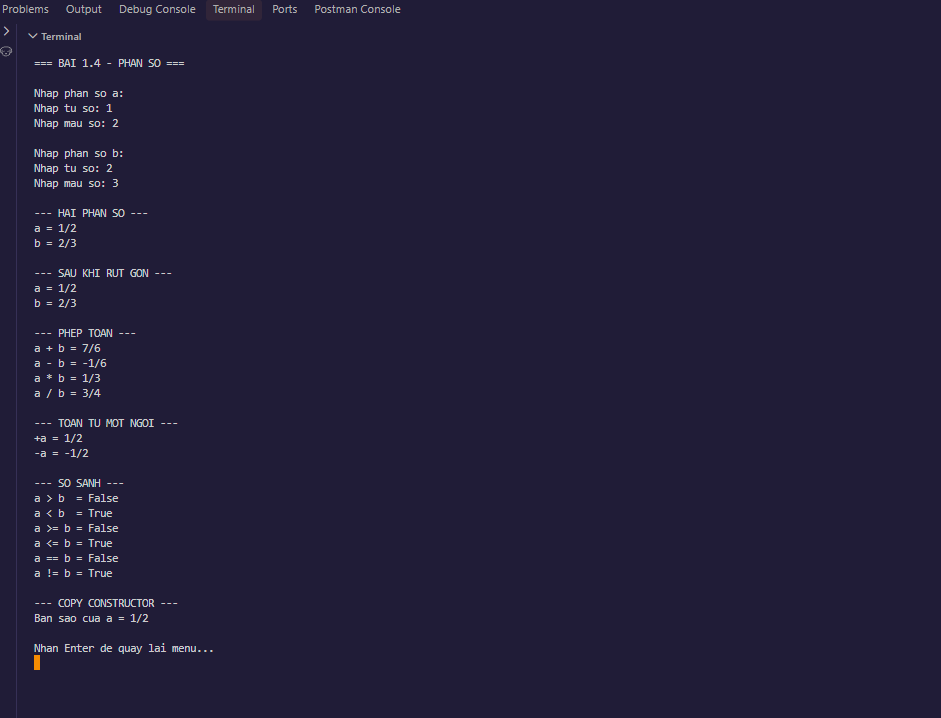 Problems Output Debug Console Terminal Ports Postman Console
Terminal
=== BAI 1.4 - PHAN SO ===
Nhap phan so a:
Nhap tu so: 1
Nhap mau so: 2
Nhap phan so b:
Nhap tu so: 2
Nhap mau so: 3
--- HAI PHAN SO ---
a = 1/2
b = 2/3
--- SAU KHI RUT GON ---
a = 1/2
b = 2/3
--- PHEP TOAN ---
a + b = 7/6
a - b = -1/6
a * b = 1/3
a / b = 3/4
--- TOAN TU MOT NGOI ---
+a = 1/2
-a = -1/2
--- SO SANH ---
a > b  = False
a < b  = True
a >= b = False
a <= b = True
a == b = False
a != b = True
--- COPY CONSTRUCTOR ---
Ban sao cua a = 1/2
Nhan Enter de quay lai menu...